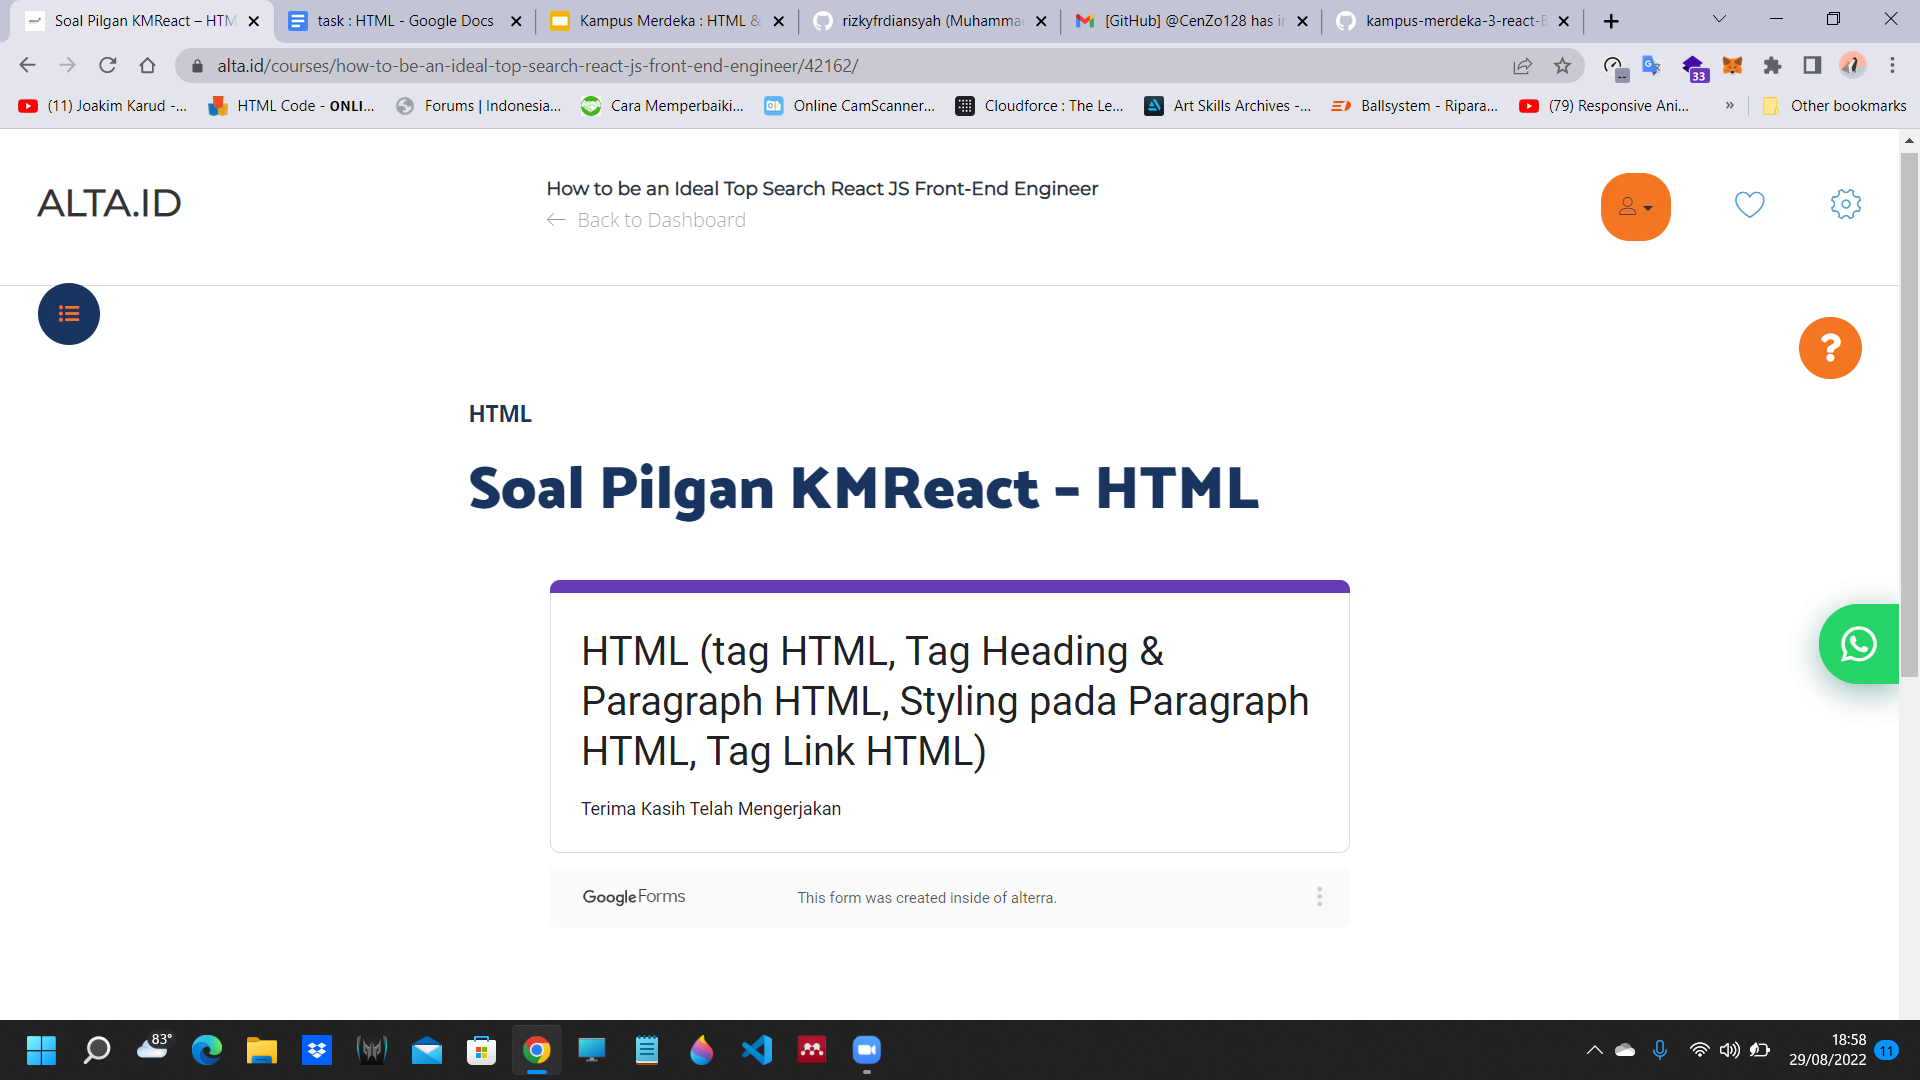 Soal Pilgan KMReact – HTM
task : HTML - Google Docs
Kampus Merdeka : HTML &
rizkyfrdiansyah (Muhammad
[GitHub] @CenZo128 has in
kampus-merdeka-3-react-B
alta.id/courses/how-to-be-an-ideal-top-search-react-js-front-end-engineer/42162/
33
(11) Joakim Karud -...
HTML Code - ONLI...
Forums | Indonesia...
Cara Memperbaiki...
Online CamScanner...
Cloudforce : The Le...
Art Skills Archives -...
Ballsystem - Ripara...
(79) Responsive Ani...
»
Other bookmarks
ALTA.ID
How to be an Ideal Top Search React JS Front-End Engineer
Back to Dashboard
?
HTML
Soal Pilgan KMReact – HTML
HTML (tag HTML, Tag Heading &
Paragraph HTML, Styling pada Paragraph
HTML, Tag Link HTML)
Terima Kasih Telah Mengerjakan
Google Forms
This form was created inside of alterra.
83°
18:58
29/08/2022
11